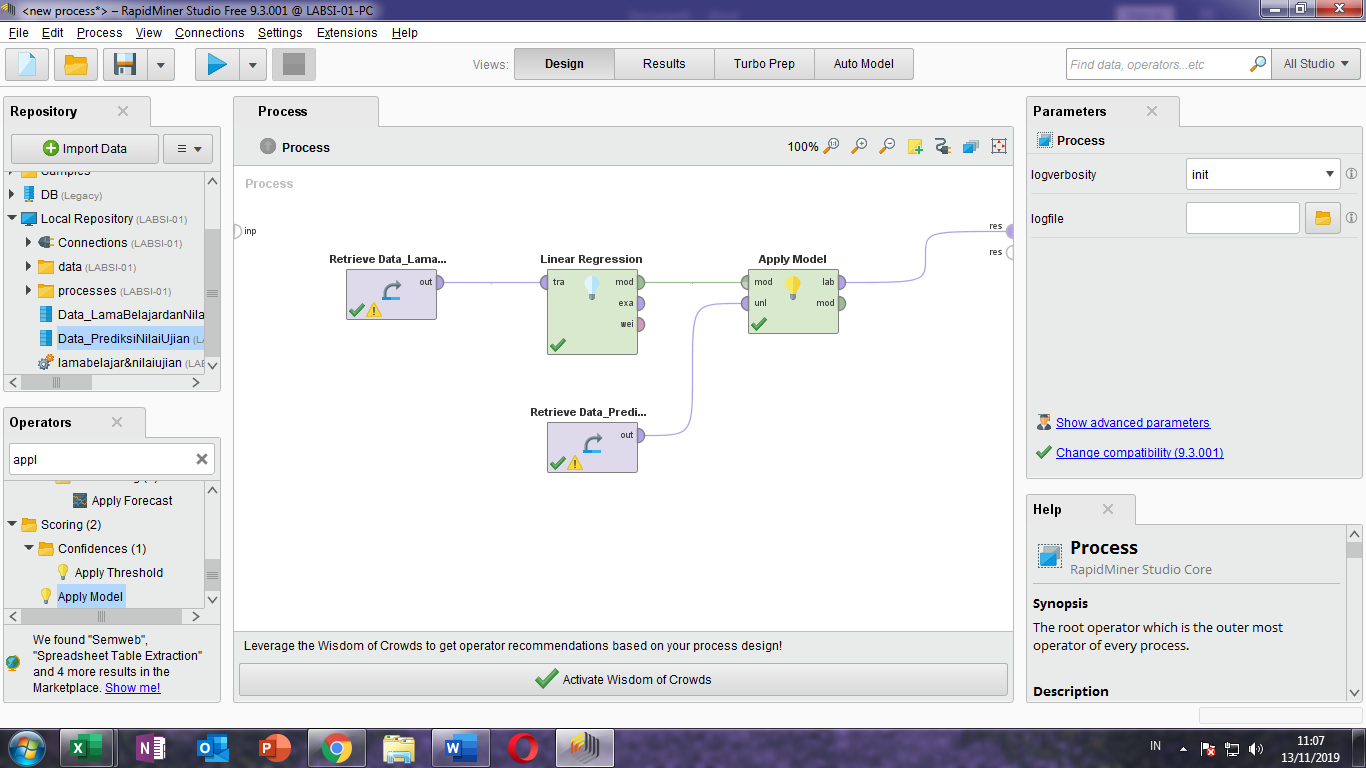 <new process*> – RapidMiner Studio Free 9.3.001 @ LABSI-01-PC
File Edit Process View Connections Settings Extensions Help
Views: Design Results Turbo Prep Auto Model
Find data, operators...etc
All Studio
Repository
Import Data
Samples
DB (Legacy)
Local Repository (LABSI-01)
Connections (LABSI-01)
data (LABSI-01)
processes (LABSI-01)
Data_LamaBelajardanNila
Data_PrediksiNilaiUjian (LA
lamabelajar&nilaiujian (LAB
Operators
appl
Apply Forecast
Scoring (2)
Confidences (1)
Apply Threshold
Apply Model
We found "Semweb",
"Spreadsheet Table Extraction"
and 4 more results in the
Marketplace. Show me!
Process
Process
100%
Process
inp
res
res
Retrieve Data_Lama...
out
Linear Regression
tra mod
exa
wei
Apply Model
mod lab
unl mod
Retrieve Data_Predi...
out
Leverage the Wisdom of Crowds to get operator recommendations based on your process design!
Activate Wisdom of Crowds
Parameters
Process
logverbosity init
logfile
Show advanced parameters
Change compatibility (9.3.001)
Help
Process
RapidMiner Studio Core
Synopsis
The root operator which is the outer most
operator of every process.
Description
IN
11:07
13/11/2019